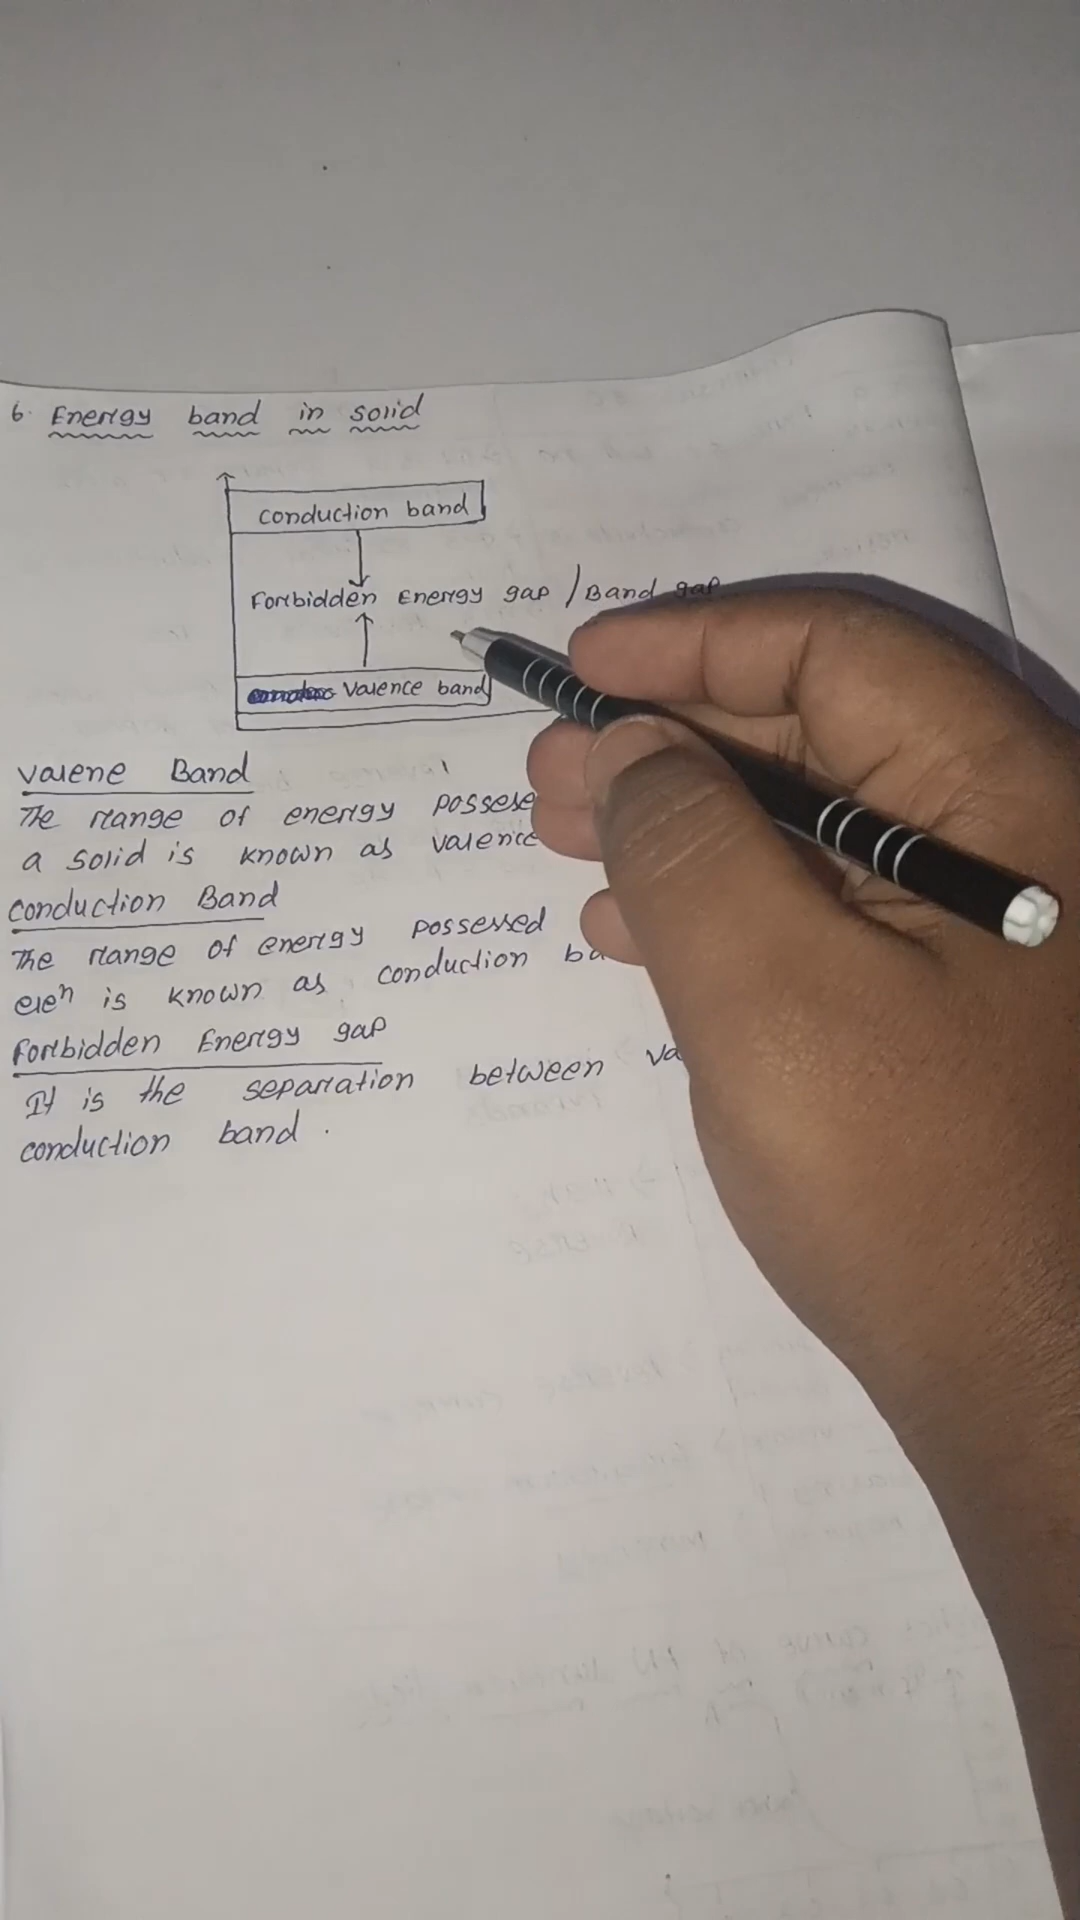 6. Energy band in solid
conduction band
Forbidden Energy gap / Band gap
Valence band
Valene Band
The range of energy
a solid is known as valence
Conduction Band
The range of energy possessed
eleⁿ is known as conduction
Forbidden Energy gap
It is the separation between
conduction band.